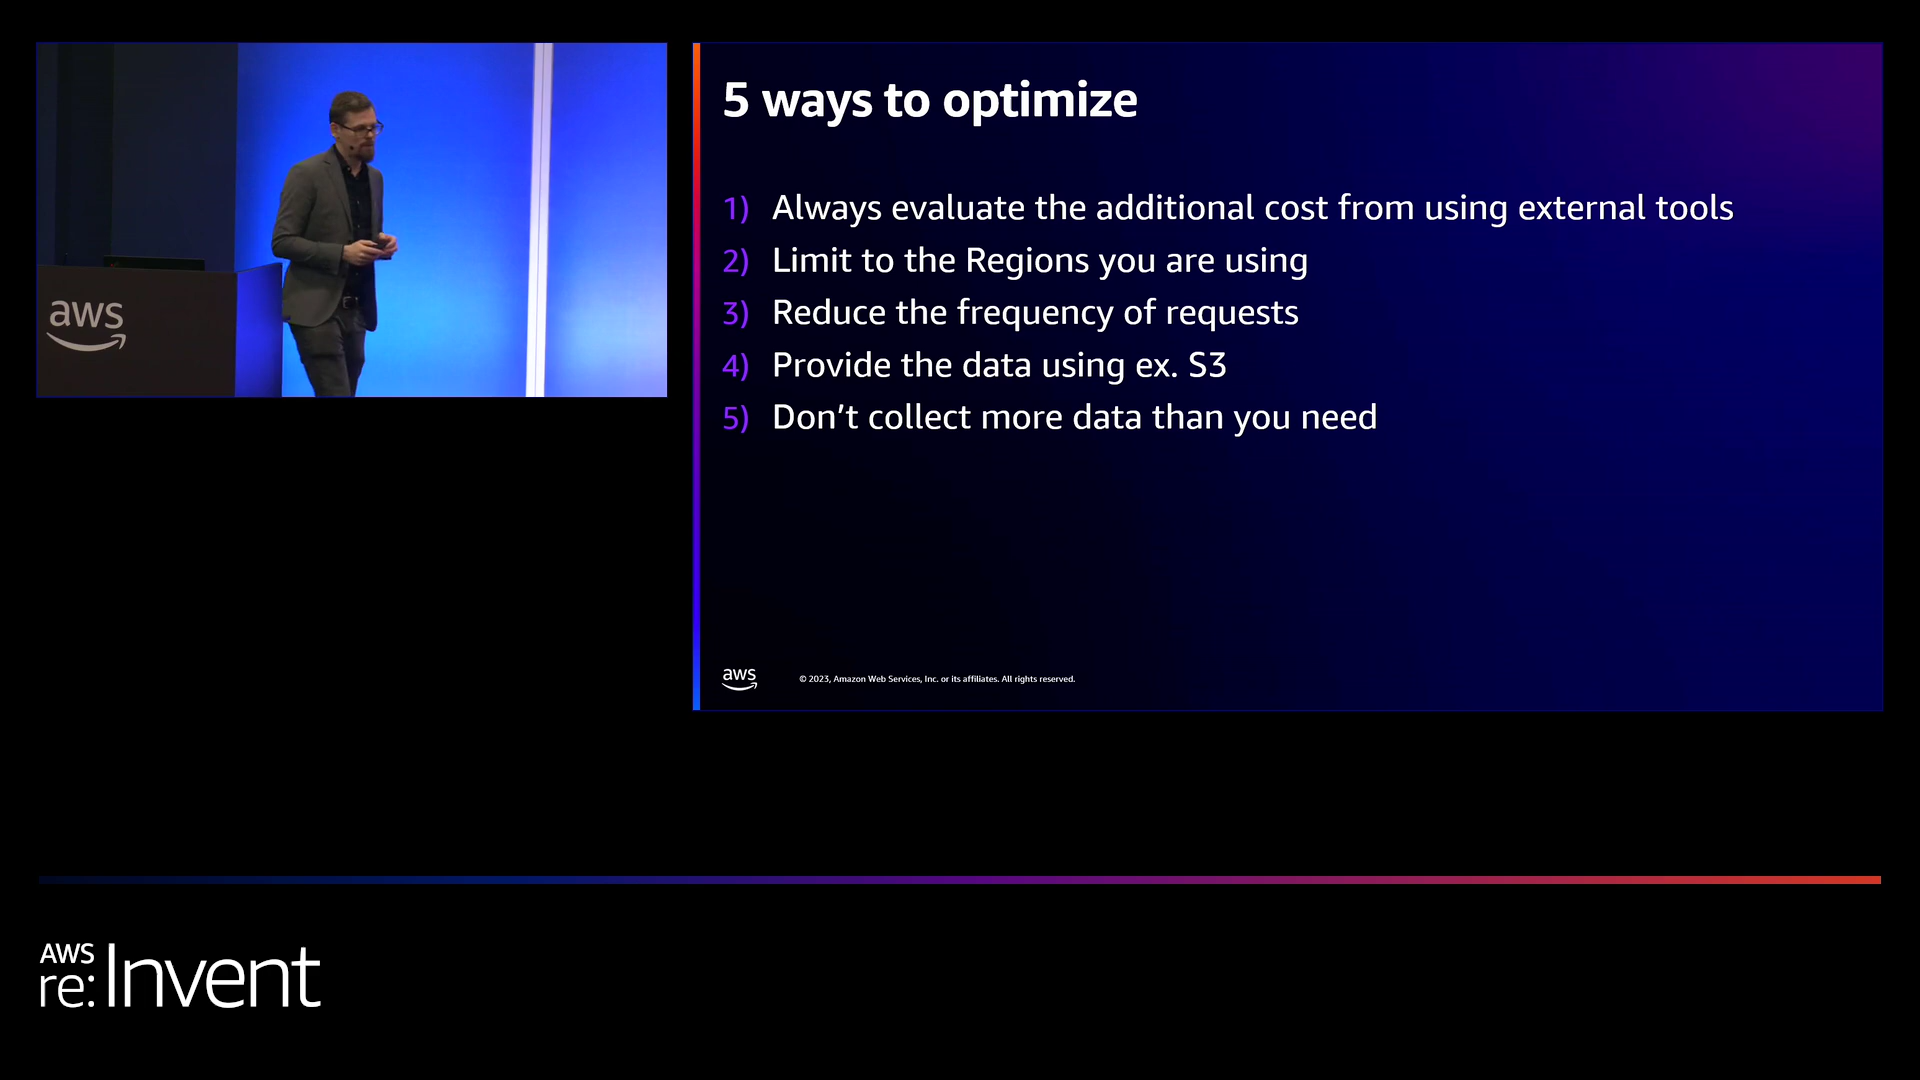 aws
5 ways to optimize
1) Always evaluate the additional cost from using external tools
2) Limit to the Regions you are using
3) Reduce the frequency of requests
4) Provide the data using ex. S3
5) Don’t collect more data than you need
aws
© 2023, Amazon Web Services, Inc. or its affiliates. All rights reserved.
AWS
re:Invent